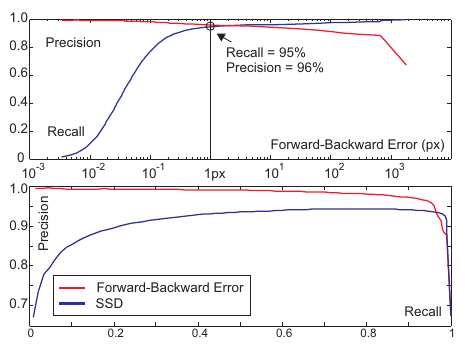 1.0
0.8
0.6
0.4
0.2
0
Precision
Recall
Recall = 95%
Precision = 96%
Forward-Backward Error (px)
10-3
10-2
10-1
1px
101
102
103
1.0
0.9
0.8
0.7
Precision
Forward-Backward Error
SSD
Recall
0
0.2
0.4
0.6
0.8
1